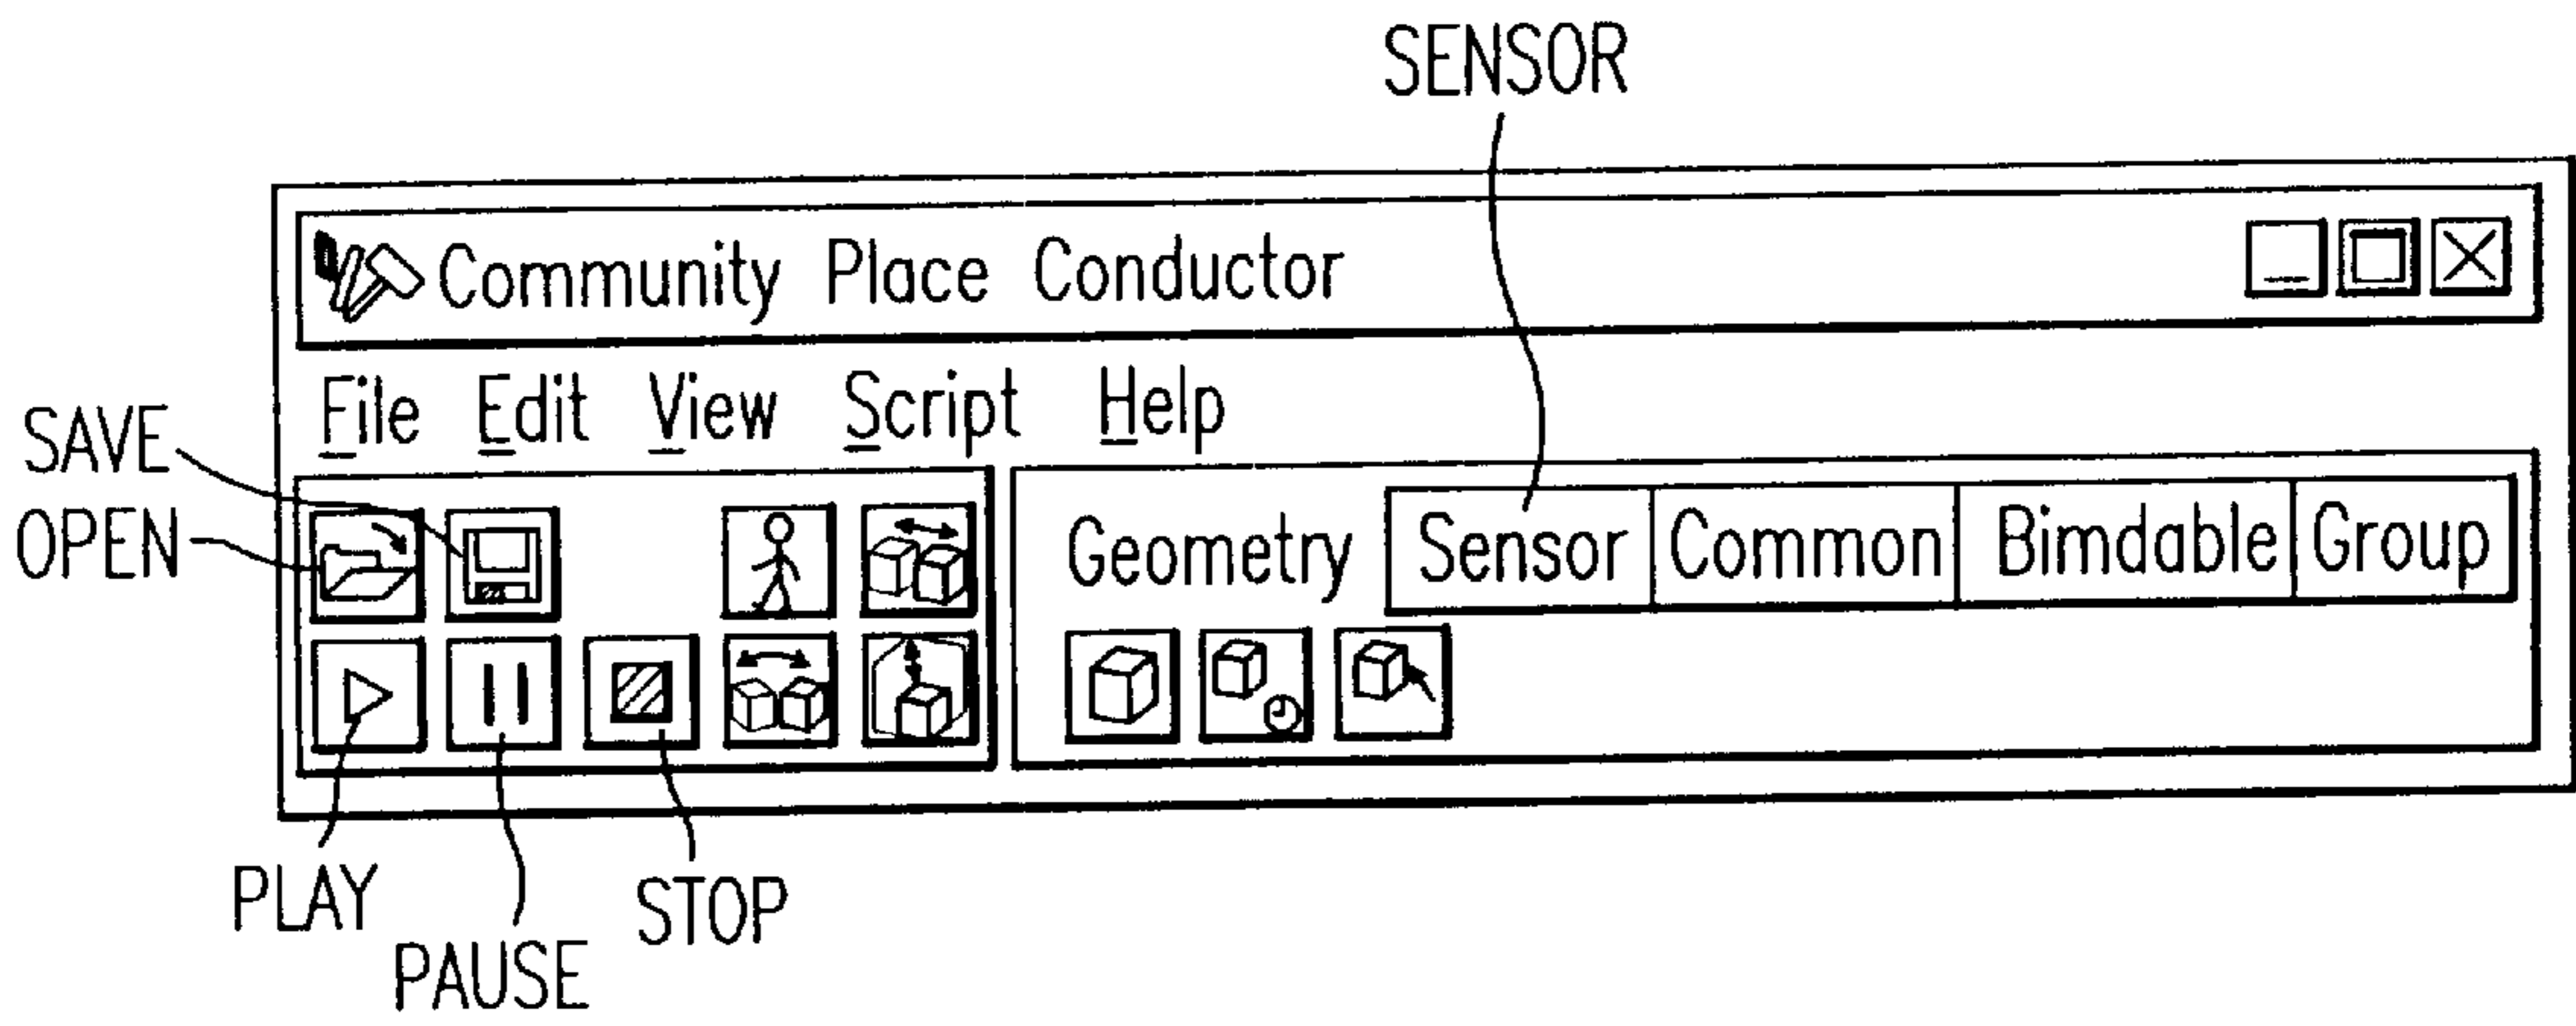 SENSOR
Community Place Conductor
File Edit View Script Help
SAVE
OPEN
Geometry Sensor Common Bimdable Group
PLAY
PAUSE
STOP